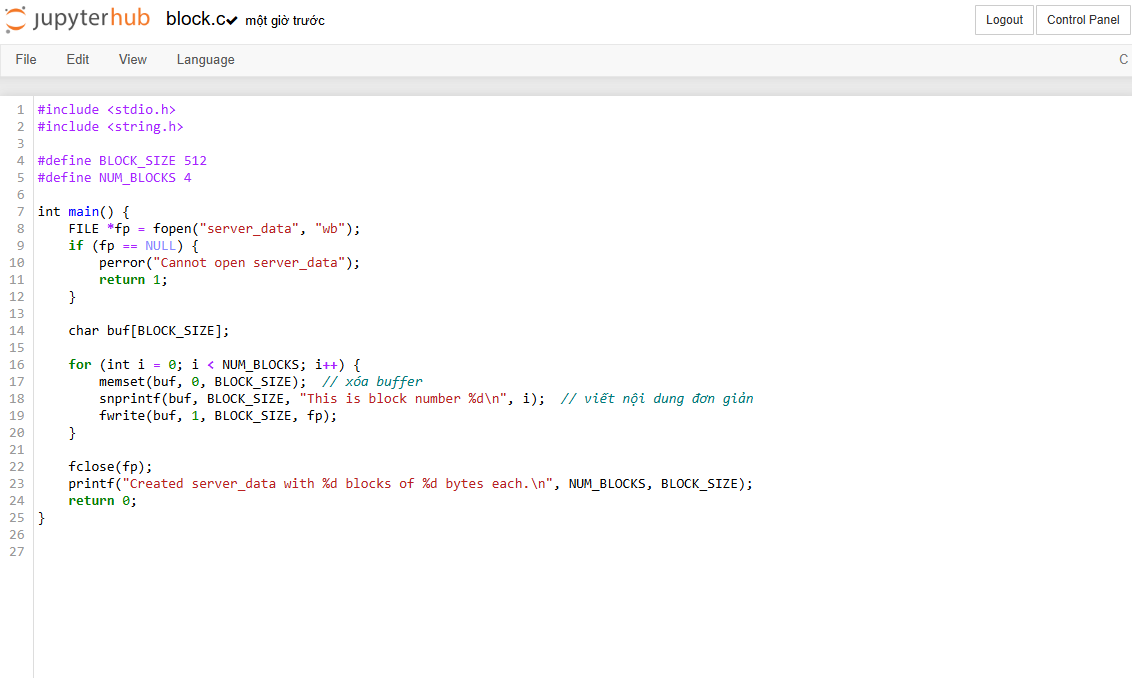 jupyterhub block.c✔ một giờ trước Logout Control Panel
File Edit View Language C
1 #include <stdio.h>
2 #include <string.h>
3
4 #define BLOCK_SIZE 512
5 #define NUM_BLOCKS 4
6
7 int main() {
8     FILE *fp = fopen("server_data", "wb");
9     if (fp == NULL) {
10         perror("Cannot open server_data");
11         return 1;
12     }
13
14     char buf[BLOCK_SIZE];
15
16     for (int i = 0; i < NUM_BLOCKS; i++) {
17         memset(buf, 0, BLOCK_SIZE);  // xóa buffer
18         snprintf(buf, BLOCK_SIZE, "This is block number %d\n", i);  // viết nội dung đơn giản
19         fwrite(buf, 1, BLOCK_SIZE, fp);
20     }
21
22     fclose(fp);
23     printf("Created server_data with %d blocks of %d bytes each.\n", NUM_BLOCKS, BLOCK_SIZE);
24     return 0;
25 }
26
27